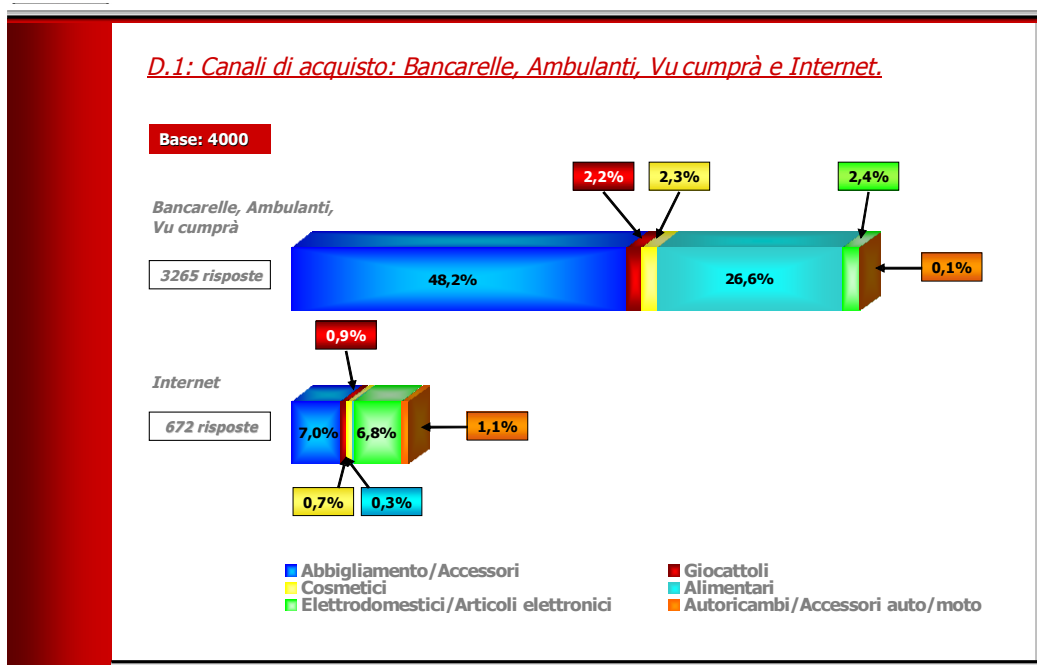 D.1: Canali di acquisto: Bancarelle, Ambulanti, Vu cumprà e Internet.
Base: 4000
2,2%
2,3%
2,4%
Bancarelle, Ambulanti,
Vu cumprà
3265 risposte
48,2%
26,6%
0,1%
0,9%
Internet
672 risposte
7,0%
6,8%
1,1%
0,7%
0,3%
Abbigliamento/Accessori
Giocattoli
Cosmetici
Alimentari
Elettrodomestici/Articoli elettronici
Autoricambi/Accessori auto/moto